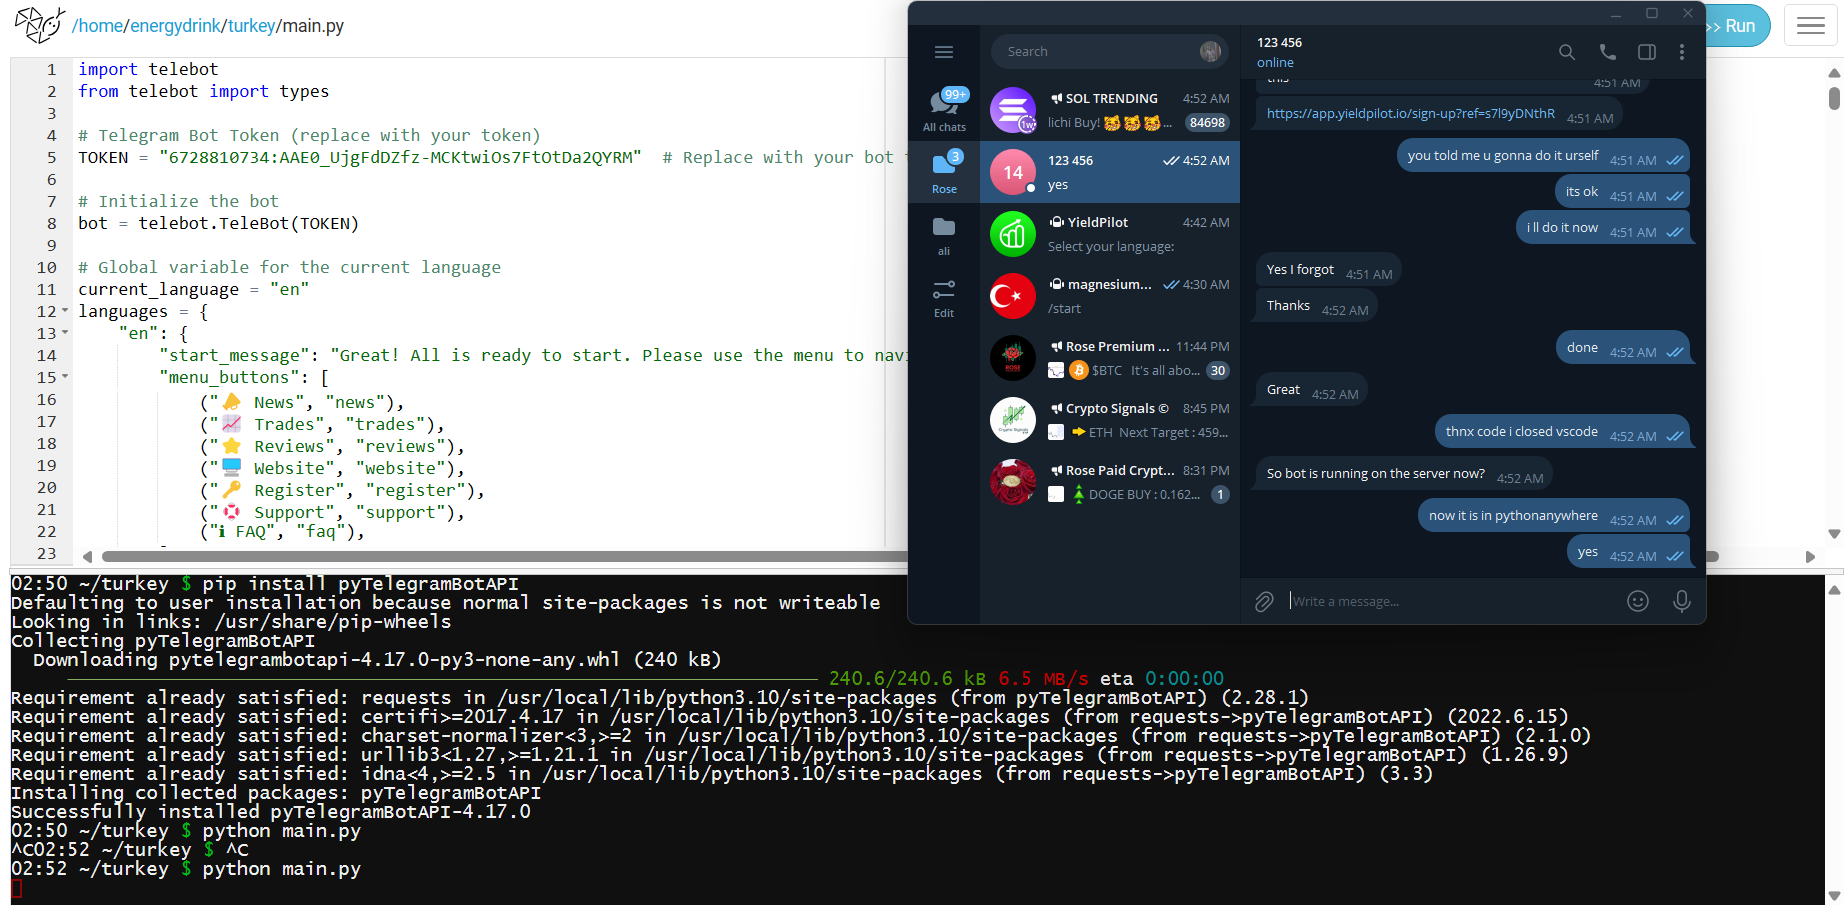 /home/energydrink/turkey/main.py
>> Run
1 import telebot
2 from telebot import types
3
4 # Telegram Bot Token (replace with your token)
5 TOKEN = "6728810734:AAE0_UjgFdDZfz-MCKtwiOs7FtOtDa2QYRM"  # Replace with your bot
6
7 # Initialize the bot
8 bot = telebot.TeleBot(TOKEN)
9
10 # Global variable for the current language
11 current_language = "en"
12 languages = {
13 "en": {
14 "start_message": "Great! All is ready to start. Please use the menu to navi
15 "menu_buttons": [
16 ("📣 News", "news"),
17 ("📈 Trades", "trades"),
18 ("⭐ Reviews", "reviews"),
19 ("🖥️ Website", "website"),
20 ("🔑 Register", "register"),
21 ("🛟 Support", "support"),
22 ("ℹ FAQ", "faq"),
23
02:50 ~/turkey $ pip install pyTelegramBotAPI
Defaulting to user installation because normal site-packages is not writeable
Looking in links: /usr/share/pip-wheels
Collecting pyTelegramBotAPI
Downloading pytelegrambotapi-4.17.0-py3-none-any.whl (240 kB)
240.6/240.6 kB 6.5 MB/s eta 0:00:00
Requirement already satisfied: requests in /usr/local/lib/python3.10/site-packages (from pyTelegramBotAPI) (2.28.1)
Requirement already satisfied: certifi>=2017.4.17 in /usr/local/lib/python3.10/site-packages (from requests->pyTelegramBotAPI) (2022.6.15)
Requirement already satisfied: charset-normalizer<3,>=2 in /usr/local/lib/python3.10/site-packages (from requests->pyTelegramBotAPI) (2.1.0)
Requirement already satisfied: urllib3<1.27,>=1.21.1 in /usr/local/lib/python3.10/site-packages (from requests->pyTelegramBotAPI) (1.26.9)
Requirement already satisfied: idna<4,>=2.5 in /usr/local/lib/python3.10/site-packages (from requests->pyTelegramBotAPI) (3.3)
Installing collected packages: pyTelegramBotAPI
Successfully installed pyTelegramBotAPI-4.17.0
02:50 ~/turkey $ python main.py
^C02:52 ~/turkey $ ^C
02:52 ~/turkey $ python main.py
99+
All chats
3
Rose
ali
Edit
Search
SOL TRENDING 4:52 AM
lichi Buy! 😸😸😸... 84698
1w
14
123 456 4:52 AM
yes
YieldPilot 4:42 AM
Select your language:
magnesium... 4:30 AM
/start
Rose Premium ... 11:44 PM
$BTC It's all abo... 30
Crypto Signals © 8:45 PM
ETH Next Target : 459...
Rose Paid Crypt... 8:31 PM
DOGE BUY : 0.162... 1
123 456
online
this 4:51 AM
https://app.yieldpilot.io/sign-up?ref=s7l9yDNthR 4:51 AM
you told me u gonna do it urself 4:51 AM
its ok 4:51 AM
i ll do it now 4:51 AM
Yes I forgot 4:51 AM
Thanks 4:52 AM
done 4:52 AM
Great 4:52 AM
thnx code i closed vscode 4:52 AM
So bot is running on the server now? 4:52 AM
now it is in pythonanywhere 4:52 AM
yes 4:52 AM
Write a message...